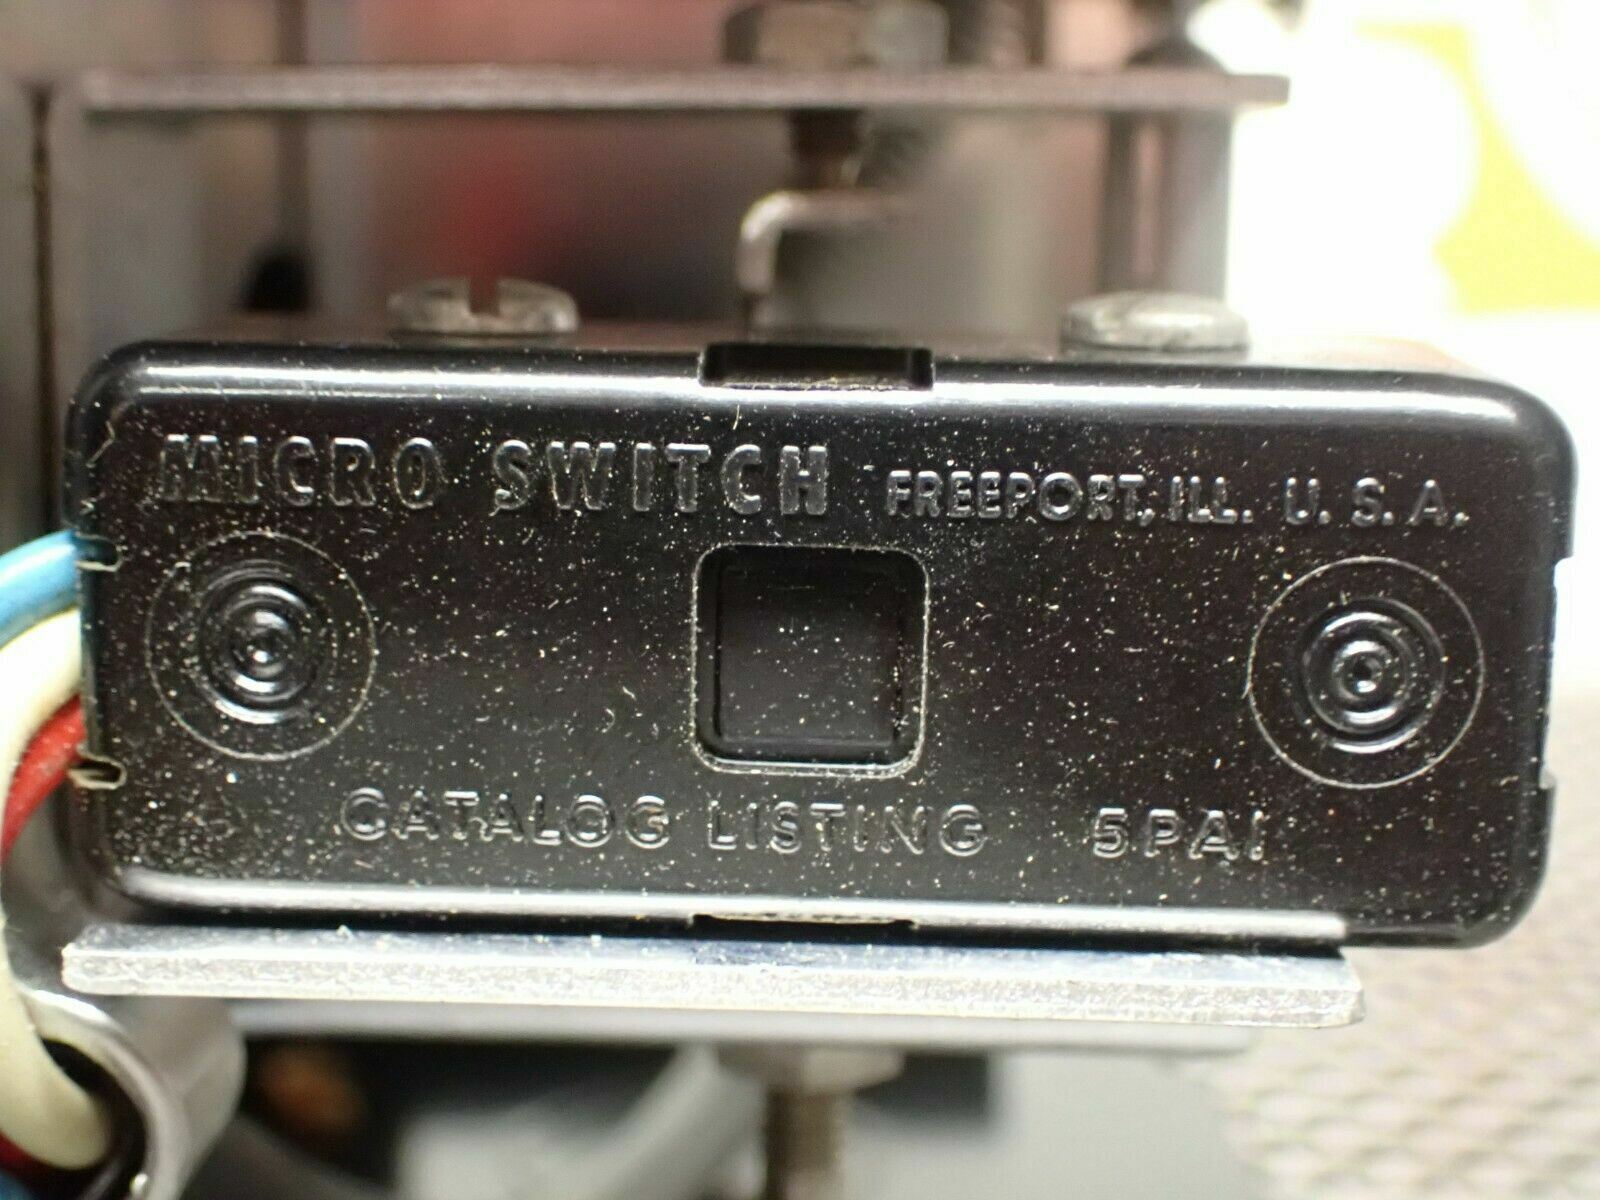 MICRO SWITCH FREEPORT, ILL. U. S. A.
CATALOG LISTING 5PA1